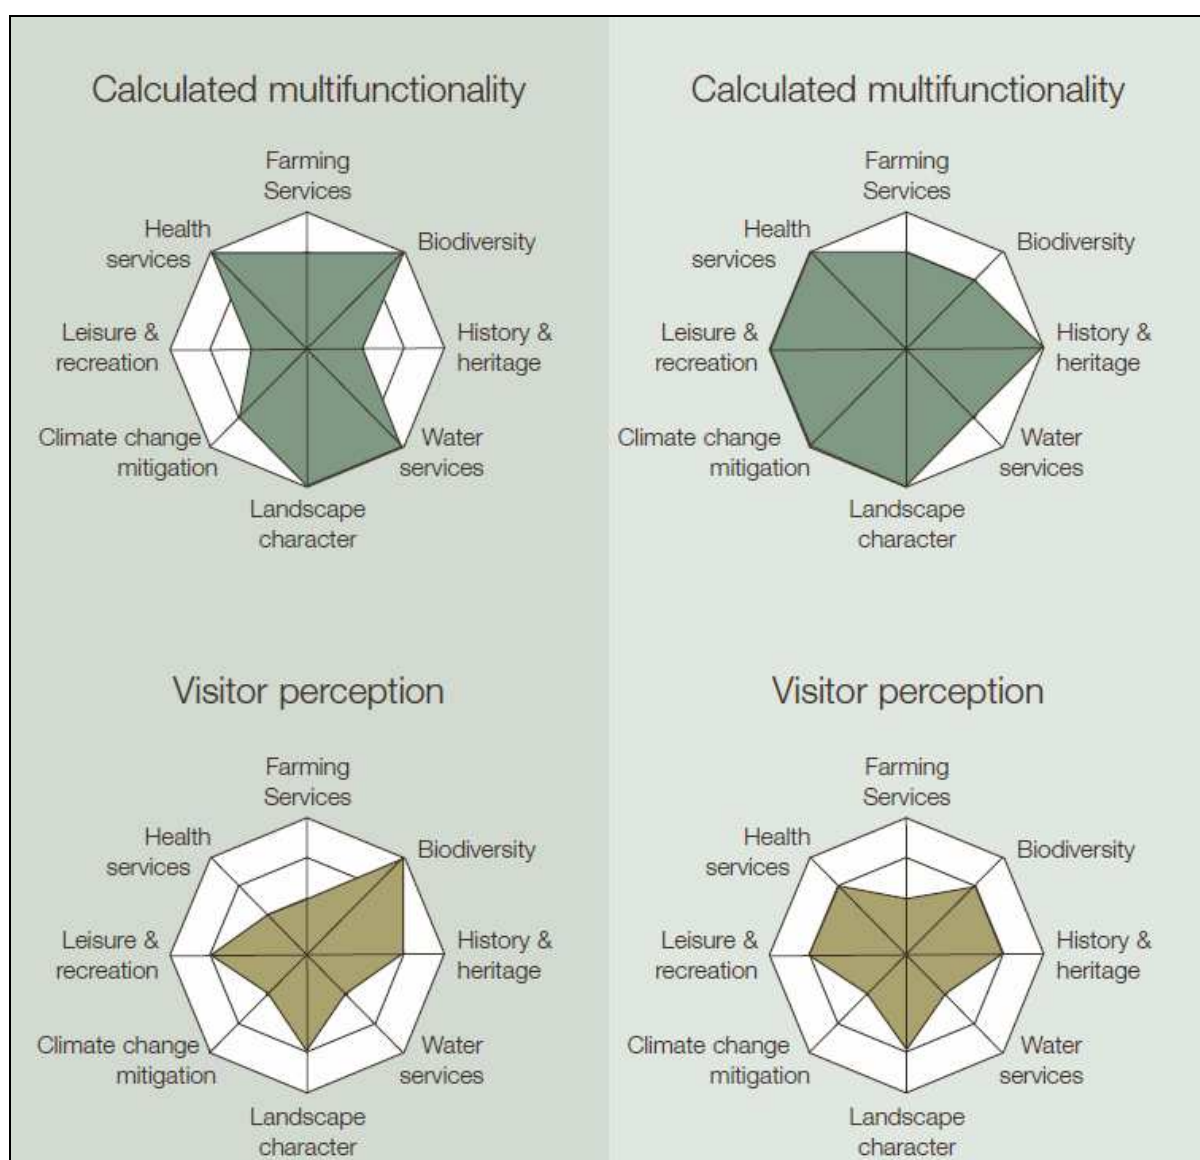 Calculated multifunctionality
Farming
Services
Health
services
Biodiversity
Leisure &
recreation
History &
heritage
Climate change
mitigation
Water
services
Landscape
character
Calculated multifunctionality
Farming
Services
Health
services
Biodiversity
Leisure &
recreation
History &
heritage
Climate change
mitigation
Water
services
Landscape
character
Visitor perception
Farming
Services
Health
services
Biodiversity
Leisure &
recreation
History &
heritage
Climate change
mitigation
Water
services
Landscape
character
Visitor perception
Farming
Services
Health
services
Biodiversity
Leisure &
recreation
History &
heritage
Climate change
mitigation
Water
services
Landscape
character